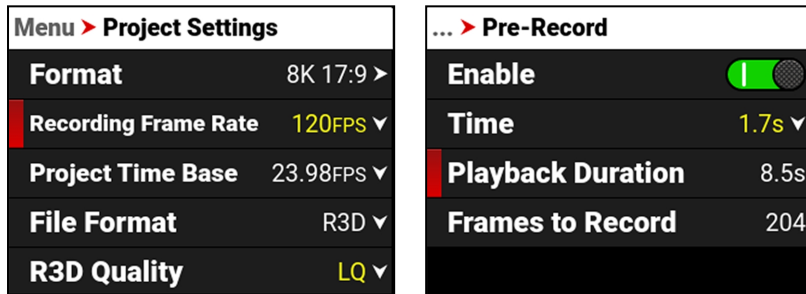 Menu > Project Settings
Format 8K 17:9 >
Recording Frame Rate 120FPS
Project Time Base 23.98FPS
File Format R3D
R3D Quality LQ
... > Pre-Record
Enable
Time 1.7s
Playback Duration 8.5s
Frames to Record 204